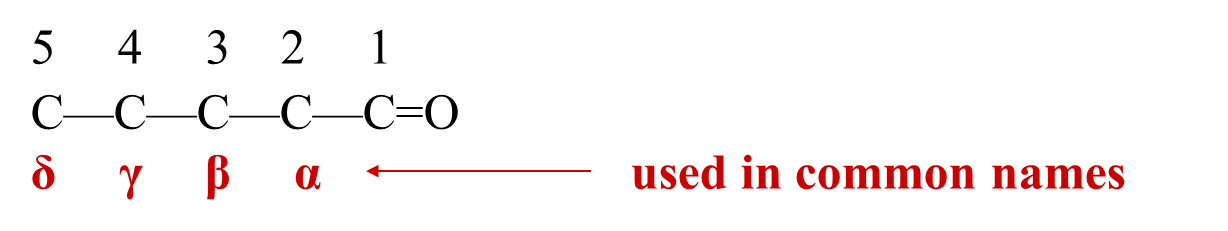 5 4 3 2 1
C—C—C—C—C=O
δ γ β α used in common names